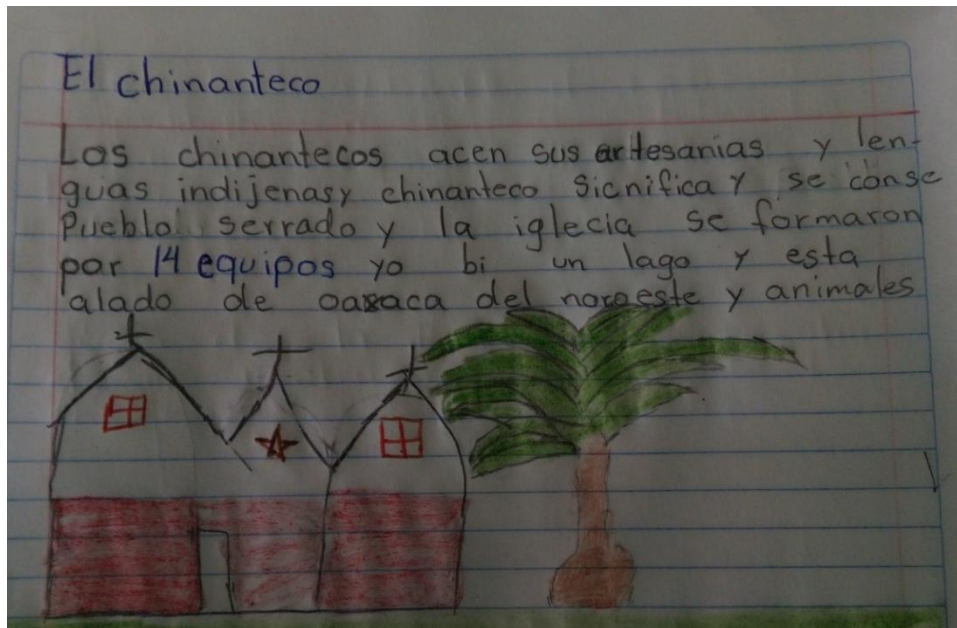 El chinanteco
Los chinantecos acen sus artesanias y len-
guas indijenas y chinanteco sicnifica y se conse
Pueblo serrado y la iglecia se formaron
por 14 equipos yo bi un lago y esta
alado de oaxaca del noroeste y animales